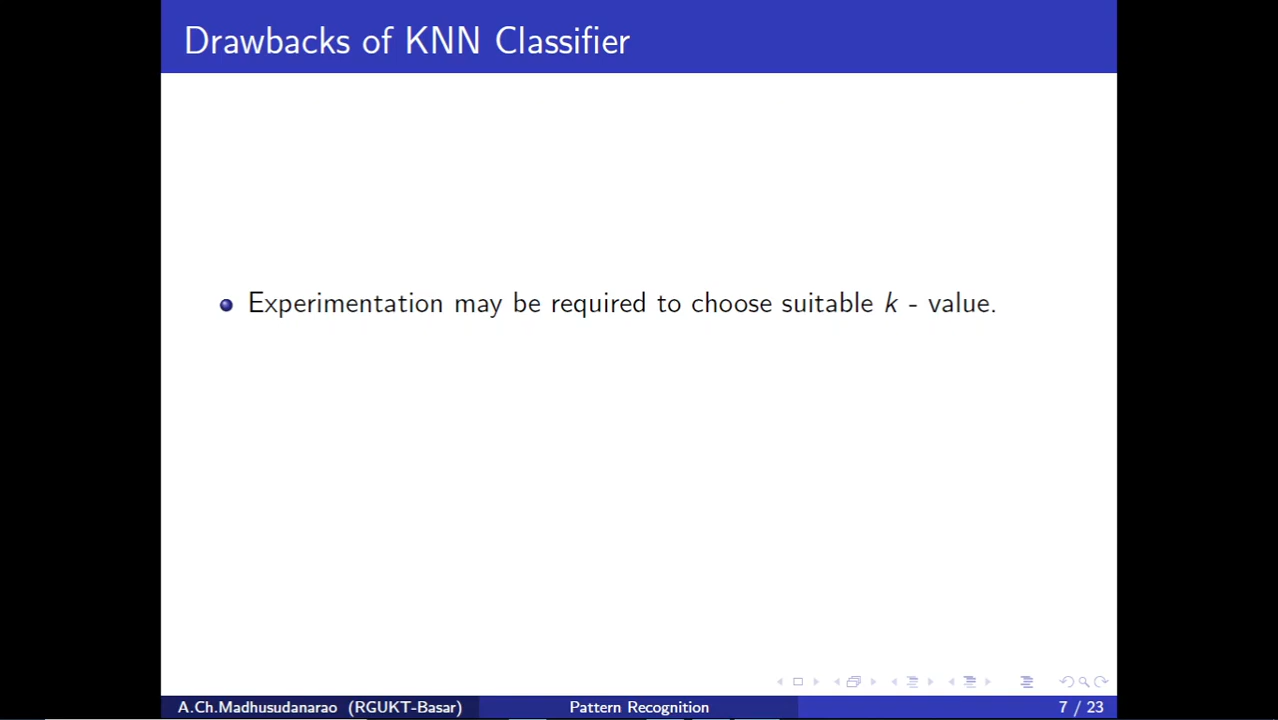 Drawbacks of KNN Classifier
Experimentation may be required to choose suitable k - value.
A.Ch.Madhusudanarao (RGUKT-Basar) Pattern Recognition 7 / 23